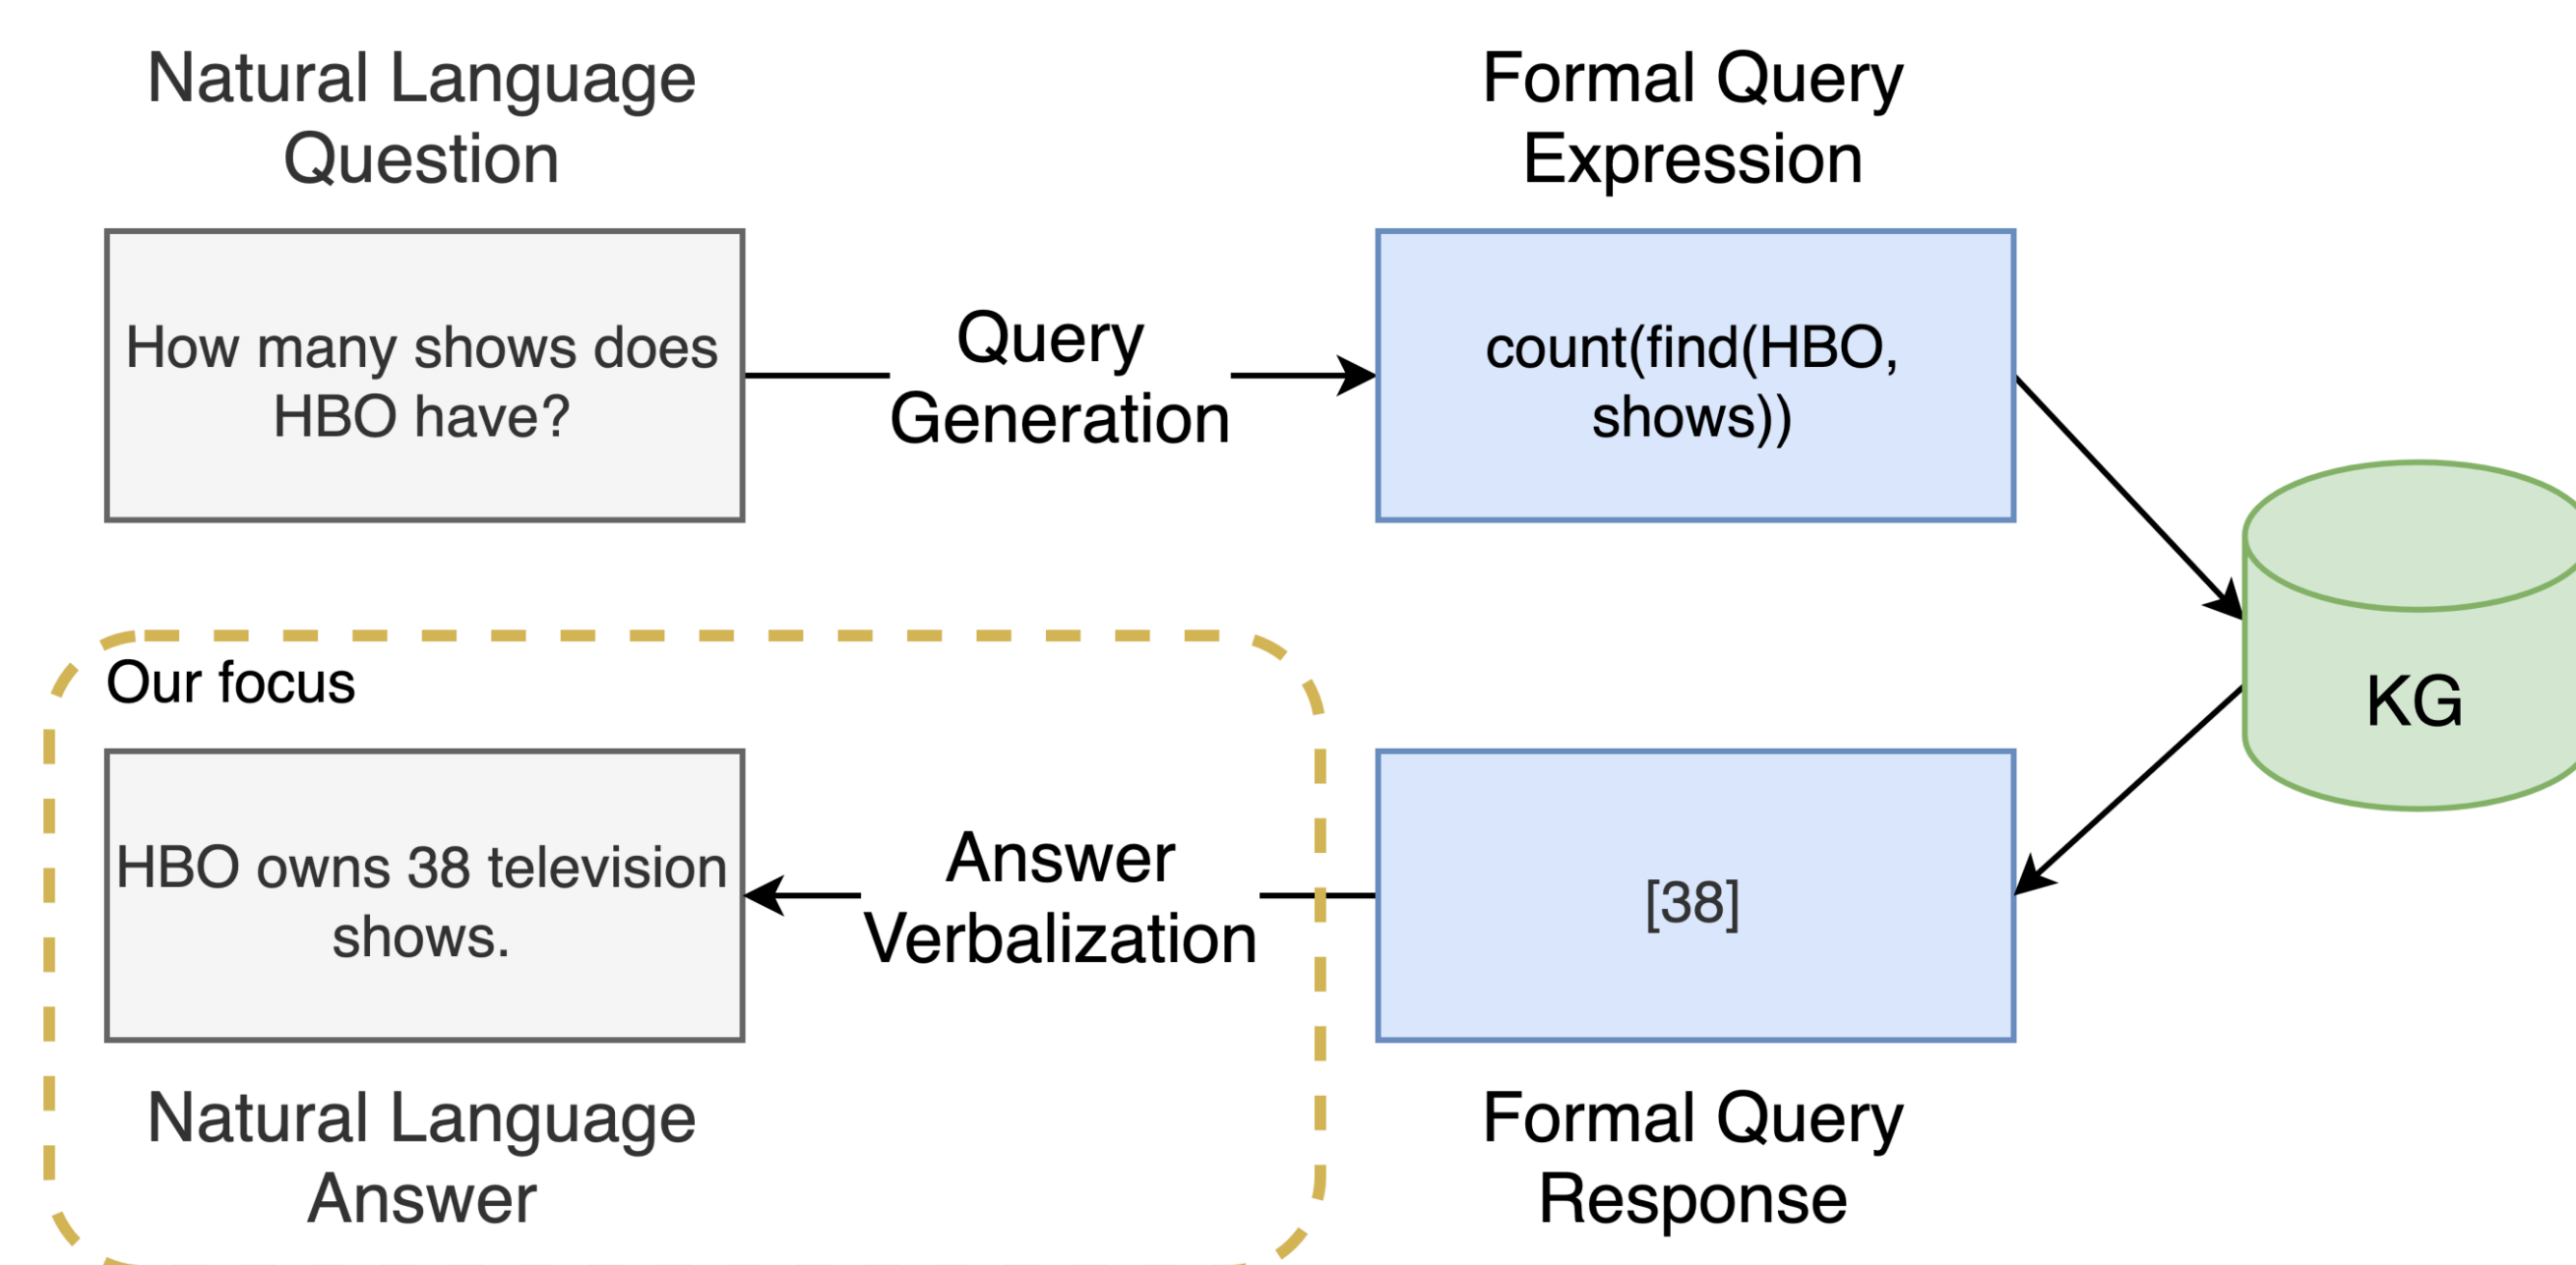 Natural Language
Question
Formal Query
Expression
How many shows does
HBO have?
Query
Generation
count(find(HBO,
shows))
KG
Our focus
HBO owns 38 television
shows.
Answer
Verbalization
[38]
Natural Language
Answer
Formal Query
Response